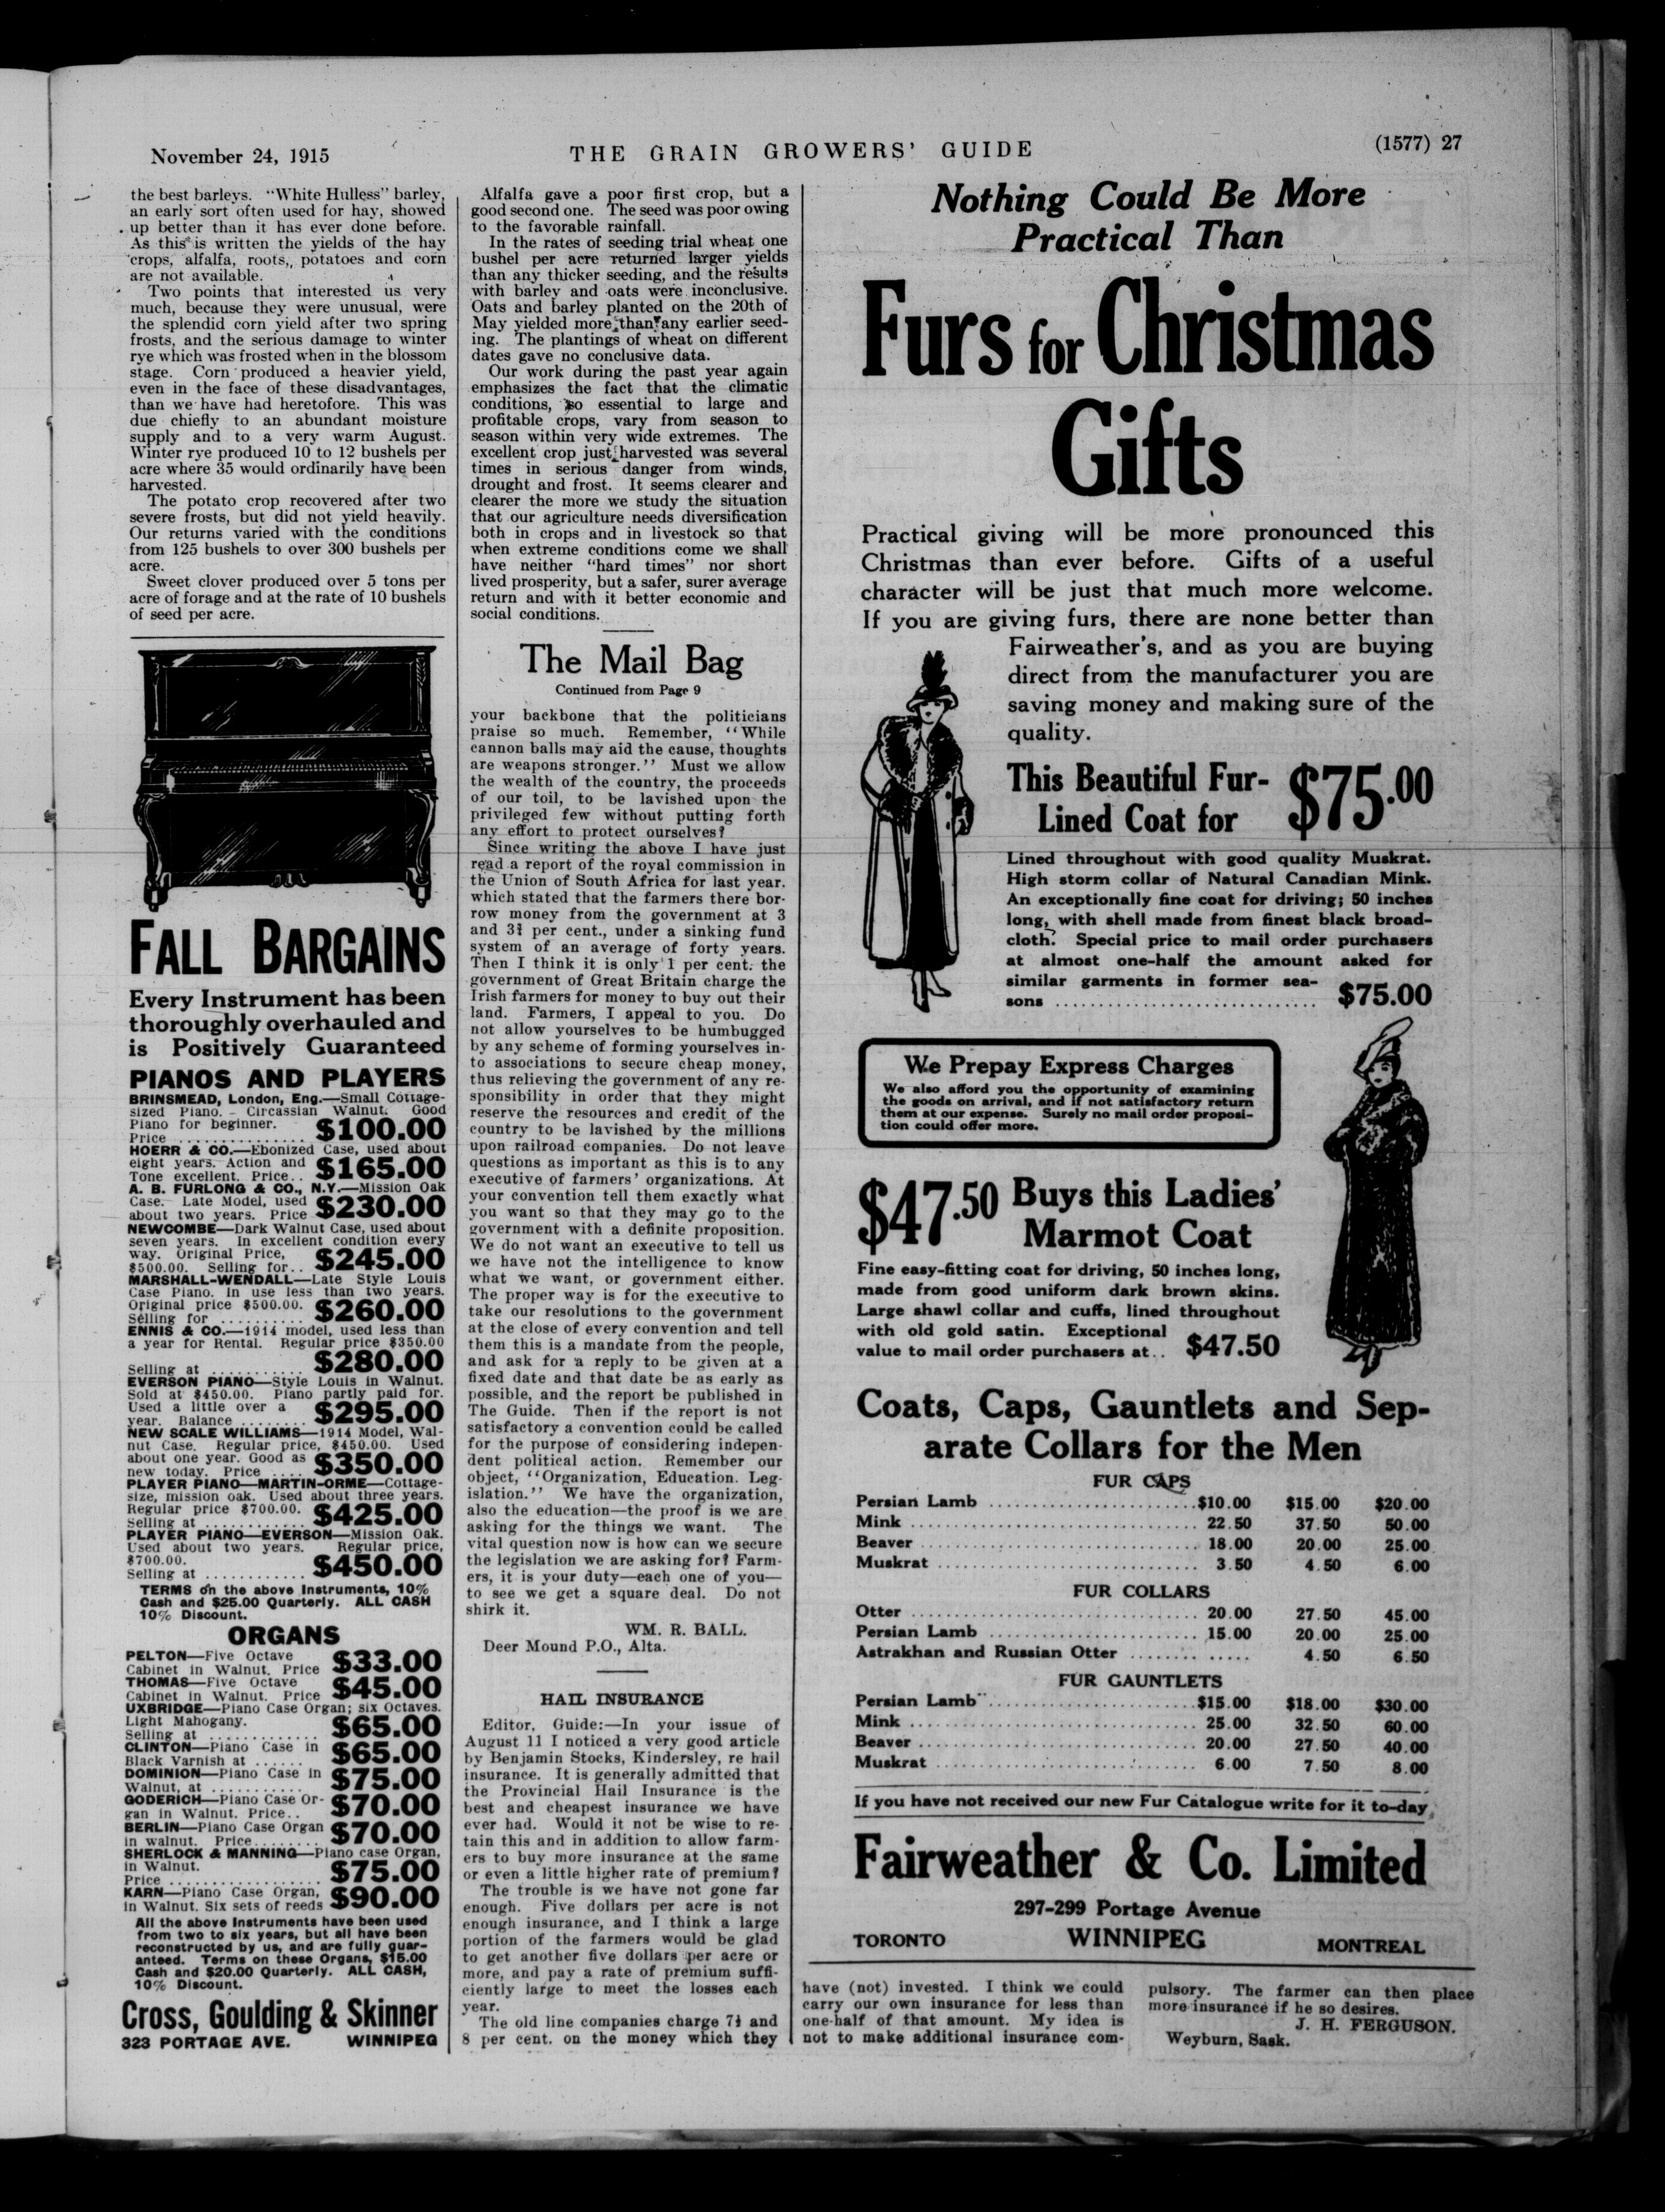 November 24, 1915
THE GRAIN GROWERS' GUIDE
(1577) 27
the best barleys. "White Hulless" barley,
an early sort often used for hay, showed
up better than it has ever done before.
As this is written the yields of the hay
crops, alfalfa, roots, potatoes and corn
are not available.
Two points that interested us very
much, because they were unusual, were
the splendid corn yield after two spring
frosts, and the serious damage to winter
rye which was frosted when in the blossom
stage. Corn produced a heavier yield,
even in the face of these disadvantages,
than we have had heretofore. This was
due chiefly to an abundant moisture
supply and to a very warm August.
Winter rye produced 10 to 12 bushels per
acre where 35 would ordinarily have been
harvested.
The potato crop recovered after two
severe frosts, but did not yield heavily.
Our returns varied with the conditions
from 125 bushels to over 300 bushels per
acre.
Sweet clover produced over 5 tons per
acre of forage and at the rate of 10 bushels
of seed per acre.
FALL BARGAINS
Every Instrument has been
thoroughly overhauled and
is Positively Guaranteed
PIANOS AND PLAYERS
BRINSMEAD, London, Eng.—Small Cottage-
sized Piano. Circassian Walnut. Good
Piano for beginner.
Price ............... $100.00
HOERR & CO.—Ebonized Case, used about
eight years. Action and
Tone excellent. Price.. $165.00
A. B. FURLONG & CO., N.Y.—Mission Oak
Case. Late Model, used
about two years. Price $230.00
NEWCOMBE—Dark Walnut Case, used about
seven years. In excellent condition every
way. Original Price,
$500.00. Selling for.. $245.00
MARSHALL-WENDALL—Late Style Louis
Case Piano. In use less than two years.
Original price $500.00.
Selling for .......... $260.00
ENNIS & CO.—1914 model, used less than
a year for Rental. Regular price $350.00
Selling at ........... $280.00
EVERSON PIANO—Style Louis in Walnut.
Sold at $450.00. Piano partly paid for.
Used a little over a
year. Balance ........ $295.00
NEW SCALE WILLIAMS—1914 Model, Wal-
nut Case. Regular price, $450.00. Used
about one year. Good as
new today. Price .... $350.00
PLAYER PIANO—MARTIN-ORME—Cottage-
size, mission oak. Used about three years.
Regular price $700.00.
Selling at ............. $425.00
PLAYER PIANO—EVERSON—Mission Oak.
Used about two years. Regular price,
$700.00.
Selling at ............ $450.00
TERMS on the above Instruments, 10%
Cash and $25.00 Quarterly. ALL CASH
10% Discount.
ORGANS
PELTON—Five Octave
Cabinet in Walnut. Price $33.00
THOMAS—Five Octave
Cabinet in Walnut. Price $45.00
UXBRIDGE—Piano Case Organ; six Octaves.
Light Mahogany.
Selling at ............. $65.00
CLINTON—Piano Case in
Black Varnish at ...... $65.00
DOMINION—Piano Case in
Walnut, at ........... $75.00
GODERICH—Piano Case Or-
gan in Walnut. Price.. $70.00
BERLIN—Piano Case Organ
in walnut. Price........ $70.00
SHERLOCK & MANNING—Piano case Organ,
in Walnut.
Price .................. $75.00
KARN—Piano Case Organ,
in Walnut. Six sets of reeds $90.00
All the above Instruments have been used
from two to six years, but all have been
reconstructed by us, and are fully guar-
anteed. Terms on these Organs, $15.00
Cash and $20.00 Quarterly. ALL CASH,
10% Discount.
Cross, Goulding & Skinner
323 PORTAGE AVE. WINNIPEG
Alfalfa gave a poor first crop, but a
good second one. The seed was poor owing
to the favorable rainfall.
In the rates of seeding trial wheat one
bushel per acre returned larger yields
than any thicker seeding, and the results
with barley and oats were inconclusive.
Oats and barley planted on the 20th of
May yielded more than any earlier seed-
ing. The plantings of wheat on different
dates gave no conclusive data.
Our work during the past year again
emphasizes the fact that the climatic
conditions, so essential to large and
profitable crops, vary from season to
season within very wide extremes. The
excellent crop just harvested was several
times in serious danger from winds,
drought and frost. It seems clearer and
clearer the more we study the situation
that our agriculture needs diversification
both in crops and in livestock so that
when extreme conditions come we shall
have neither "hard times" nor short
lived prosperity, but a safer, surer average
return and with it better economic and
social conditions.
The Mail Bag
Continued from Page 9
your backbone that the politicians
praise so much. Remember, "While
cannon balls may aid the cause, thoughts
are weapons stronger." Must we allow
the wealth of the country, the proceeds
of our toil, to be lavished upon the
privileged few without putting forth
any effort to protect ourselves?
Since writing the above I have just
read a report of the royal commission in
the Union of South Africa for last year,
which stated that the farmers there bor-
row money from the government at 3
and 3¾ per cent., under a sinking fund
system of an average of forty years.
Then I think it is only 1 per cent. the
government of Great Britain charge the
Irish farmers for money to buy out their
land. Farmers, I appeal to you. Do
not allow yourselves to be humbugged
by any scheme of forming yourselves in-
to associations to secure cheap money,
thus relieving the government of any re-
sponsibility in order that they might
reserve the resources and credit of the
country to be lavished by the millions
upon railroad companies. Do not leave
questions as important as this is to any
executive of farmers' organizations. At
your convention tell them exactly what
you want so that they may go to the
government with a definite proposition.
We do not want an executive to tell us
we have not the intelligence to know
what we want, or government either.
The proper way is for the executive to
take our resolutions to the government
at the close of every convention and tell
them this is a mandate from the people,
and ask for a reply to be given at a
fixed date and that date be as early as
possible, and the report be published in
The Guide. Then if the report is not
satisfactory a convention could be called
for the purpose of considering indepen-
dent political action. Remember our
object, "Organization, Education. Leg-
islation." We have the organization,
also the education—the proof is we are
asking for the things we want. The
vital question now is how can we secure
the legislation we are asking for? Farm-
ers, it is your duty—each one of you—
to see we get a square deal. Do not
shirk it.
WM. R. BALL.
Deer Mound P.O., Alta.
HAIL INSURANCE
Editor, Guide:—In your issue of
August 11 I noticed a very good article
by Benjamin Stocks, Kindersley, re hail
insurance. It is generally admitted that
the Provincial Hail Insurance is the
best and cheapest insurance we have
ever had. Would it not be wise to re-
tain this and in addition to allow farm-
ers to buy more insurance at the same
or even a little higher rate of premium?
The trouble is we have not gone far
enough. Five dollars per acre is not
enough insurance, and I think a large
portion of the farmers would be glad
to get another five dollars per acre or
more, and pay a rate of premium suffi-
ciently large to meet the losses each
year.
The old line companies charge 7½ and
8 per cent. on the money which they
have (not) invested. I think we could
carry our own insurance for less than
one-half of that amount. My idea is
not to make additional insurance com-
pulsory. The farmer can then place
more insurance if he so desires.
J. H. FERGUSON.
Weyburn, Sask.
Nothing Could Be More
Practical Than
Furs for Christmas
Gifts
Practical giving will be more pronounced this
Christmas than ever before. Gifts of a useful
character will be just that much more welcome.
If you are giving furs, there are none better than
Fairweather's, and as you are buying
direct from the manufacturer you are
saving money and making sure of the
quality.
This Beautiful Fur-
Lined Coat for $75.00
Lined throughout with good quality Muskrat.
High storm collar of Natural Canadian Mink.
An exceptionally fine coat for driving; 50 inches
long, with shell made from finest black broad-
cloth. Special price to mail order purchasers
at almost one-half the amount asked for
similar garments in former sea-
sons .............................. $75.00
We Prepay Express Charges
We also afford you the opportunity of examining
the goods on arrival, and if not satisfactory return
them at our expense. Surely no mail order proposi-
tion could offer more.
$47.50 Buys this Ladies'
Marmot Coat
Fine easy-fitting coat for driving, 50 inches long,
made from good uniform dark brown skins.
Large shawl collar and cuffs, lined throughout
with old gold satin. Exceptional
value to mail order purchasers at.. $47.50
Coats, Caps, Gauntlets and Sep-
arate Collars for the Men
FUR CAPS
Persian Lamb ........................$10.00 $15.00 $20.00
Mink ................................. 22.50 37.50 50.00
Beaver ................................ 18.00 20.00 25.00
Muskrat .............................. 3.50 4.50 6.00
FUR COLLARS
Otter ................................. 20.00 27.50 45.00
Persian Lamb ........................ 15.00 20.00 25.00
Astrakhan and Russian Otter ........ ..... 4.50 6.50
FUR GAUNTLETS
Persian Lamb ........................$15.00 $18.00 $30.00
Mink ................................. 25.00 32.50 60.00
Beaver ................................ 20.00 27.50 40.00
Muskrat .............................. 6.00 7.50 8.00
If you have not received our new Fur Catalogue write for it to-day
Fairweather & Co. Limited
297-299 Portage Avenue
TORONTO WINNIPEG MONTREAL